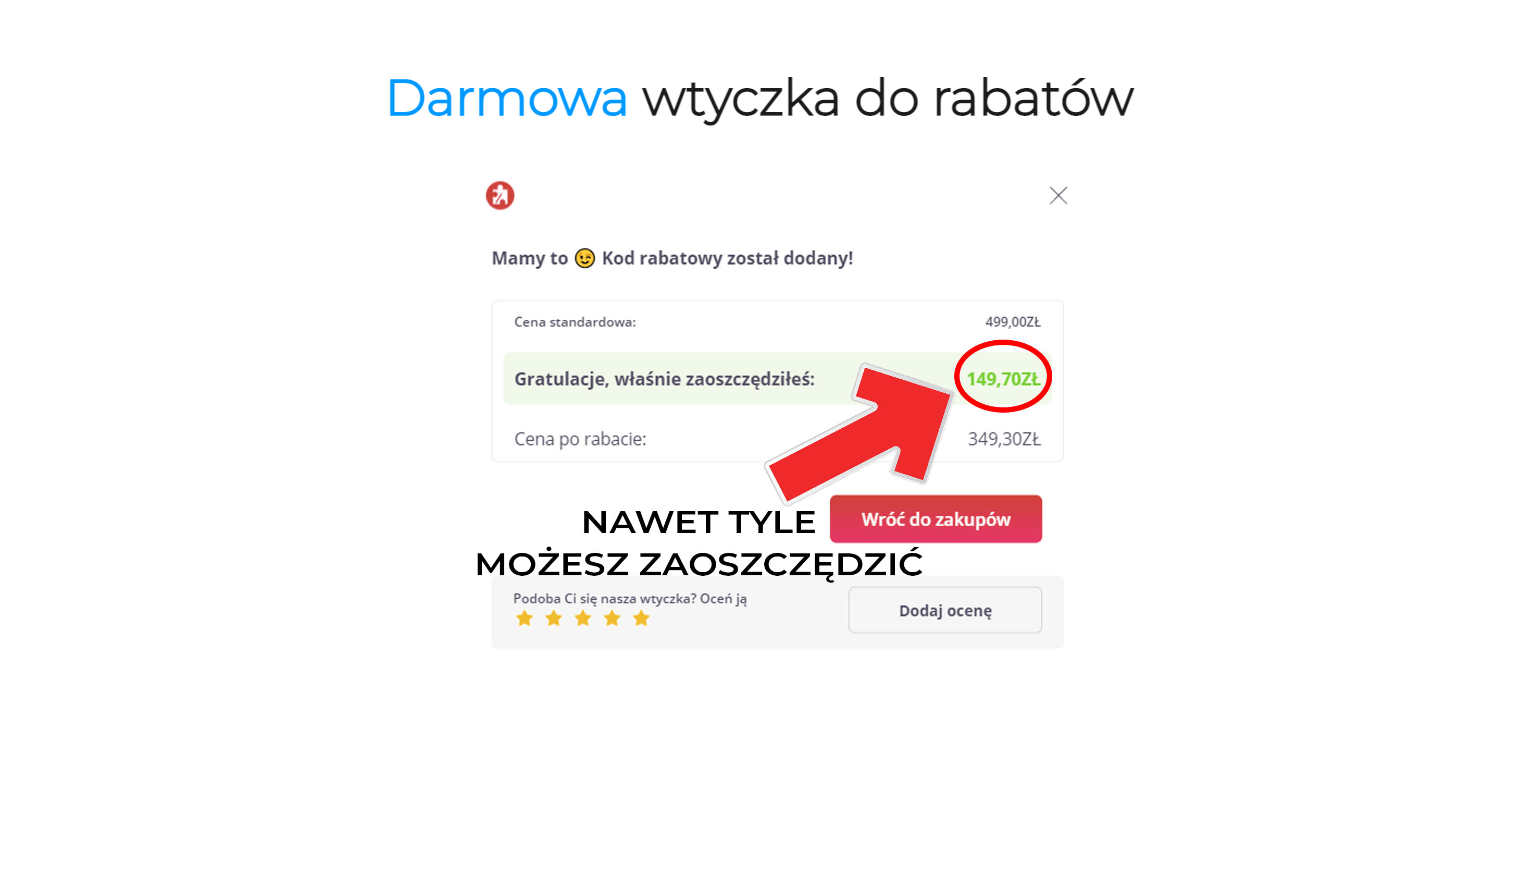 Darmowa wtyczka do rabatów
Mamy to 😉 Kod rabatowy został dodany!
Cena standardowa: 499,00ZŁ
Gratulacje, właśnie zaoszczędziłeś: 149,70ZŁ
Cena po rabacie: 349,30ZŁ
NAWET TYLE
MOŻESZ ZAOSZCZĘDZIĆ
Wróć do zakupów
Podoba Ci się nasza wtyczka? Oceń ją
Dodaj ocenę